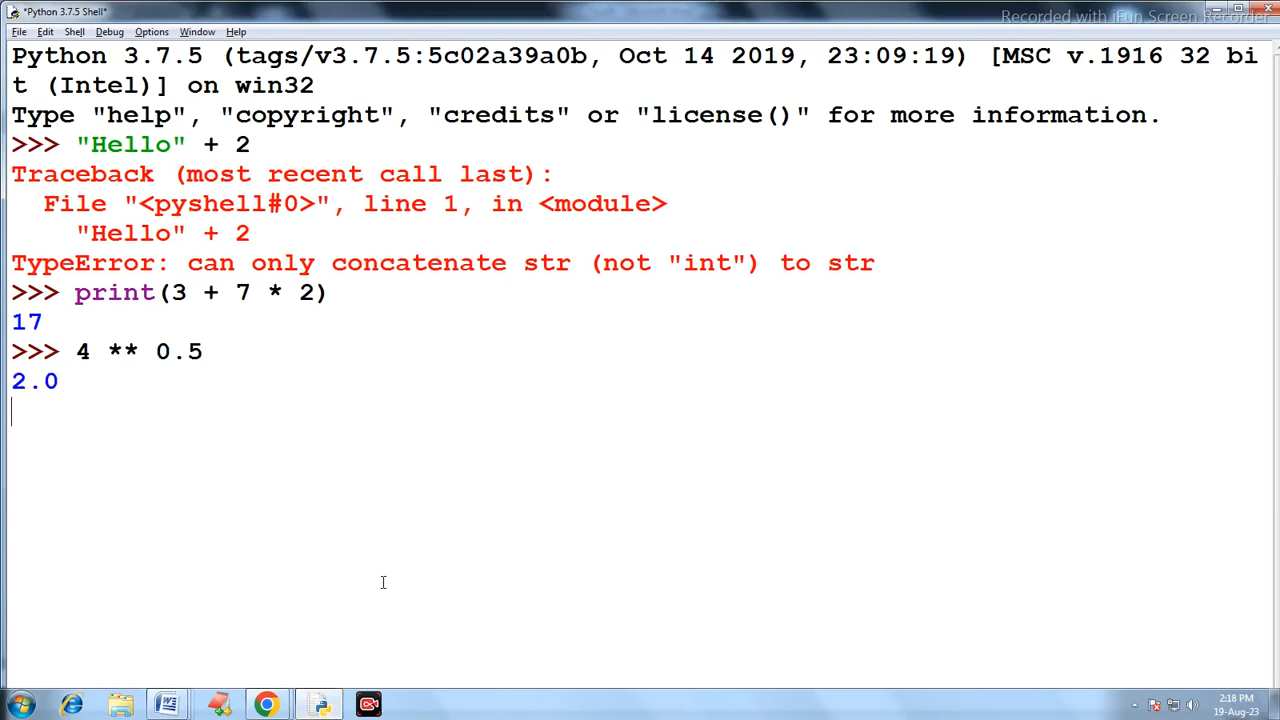 *Python 3.7.5 Shell*
Recorded with iFun Screen Recorder
File Edit Shell Debug Options Window Help
Python 3.7.5 (tags/v3.7.5:5c02a39a0b, Oct 14 2019, 23:09:19) [MSC v.1916 32 bi
t (Intel)] on win32
Type "help", "copyright", "credits" or "license()" for more information.
>>> "Hello" + 2
Traceback (most recent call last):
  File "<pyshell#0>", line 1, in <module>
    "Hello" + 2
TypeError: can only concatenate str (not "int") to str
>>> print(3 + 7 * 2)
17
>>> 4 ** 0.5
2.0
2:18 PM
19-Aug-23